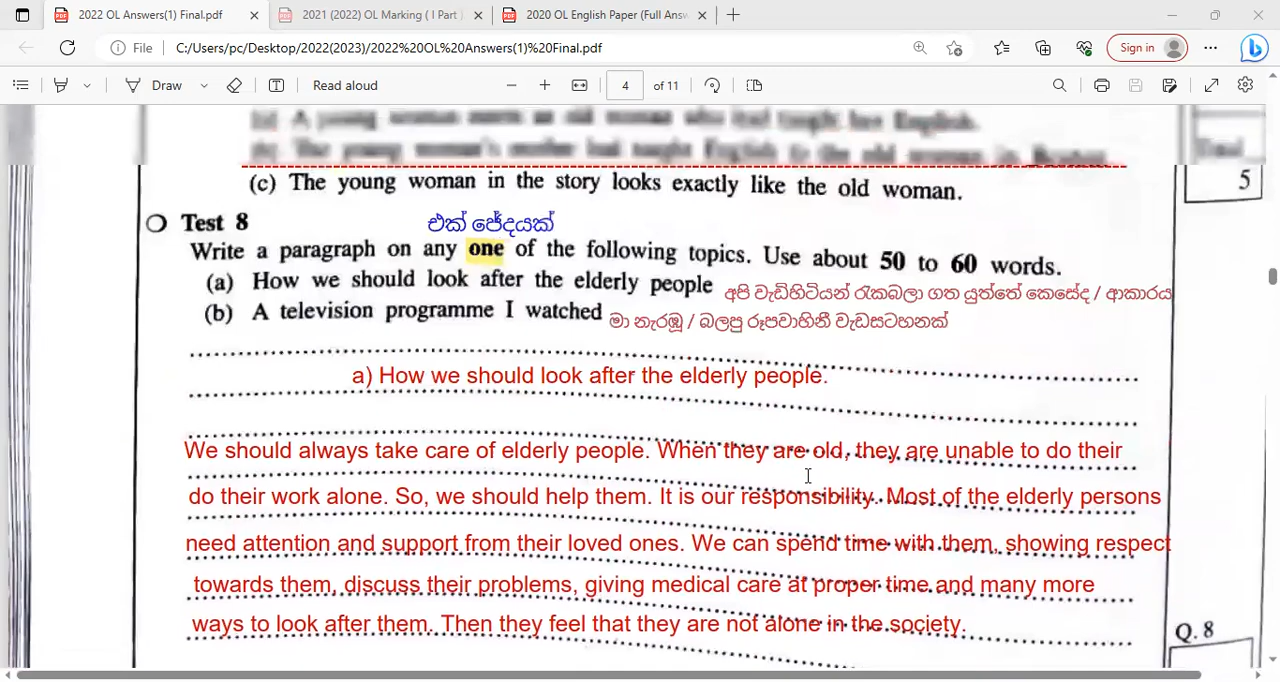 2022 OL Answers(1) Final.pdf
2021 (2022) OL Marking ( I Part )
2020 OL English Paper (Full Answ
File C:/Users/pc/Desktop/2022(2023)/2022%20OL%20Answers(1)%20Final.pdf
Sign in
Draw Read aloud 4 of 11
(c) The young woman in the story looks exactly like the old woman.
5
Test 8 එක් ඡේදයක්
Write a paragraph on any one of the following topics. Use about 50 to 60 words.
(a) How we should look after the elderly people අපි වැඩිහිටියන් රැකබලා ගත යුත්තේ කෙසේද / ආකාරය
(b) A television programme I watched මා නැරඹූ / බලපු රූපවාහිනී වැඩසටහනක්
a) How we should look after the elderly people.
We should always take care of elderly people. When they are old, they are unable to do their
do their work alone. So, we should help them. It is our responsibility. Most of the elderly persons
need attention and support from their loved ones. We can spend time with them, showing respect
towards them, discuss their problems, giving medical care at proper time and many more
ways to look after them. Then they feel that they are not alone in the society.
Q. 8